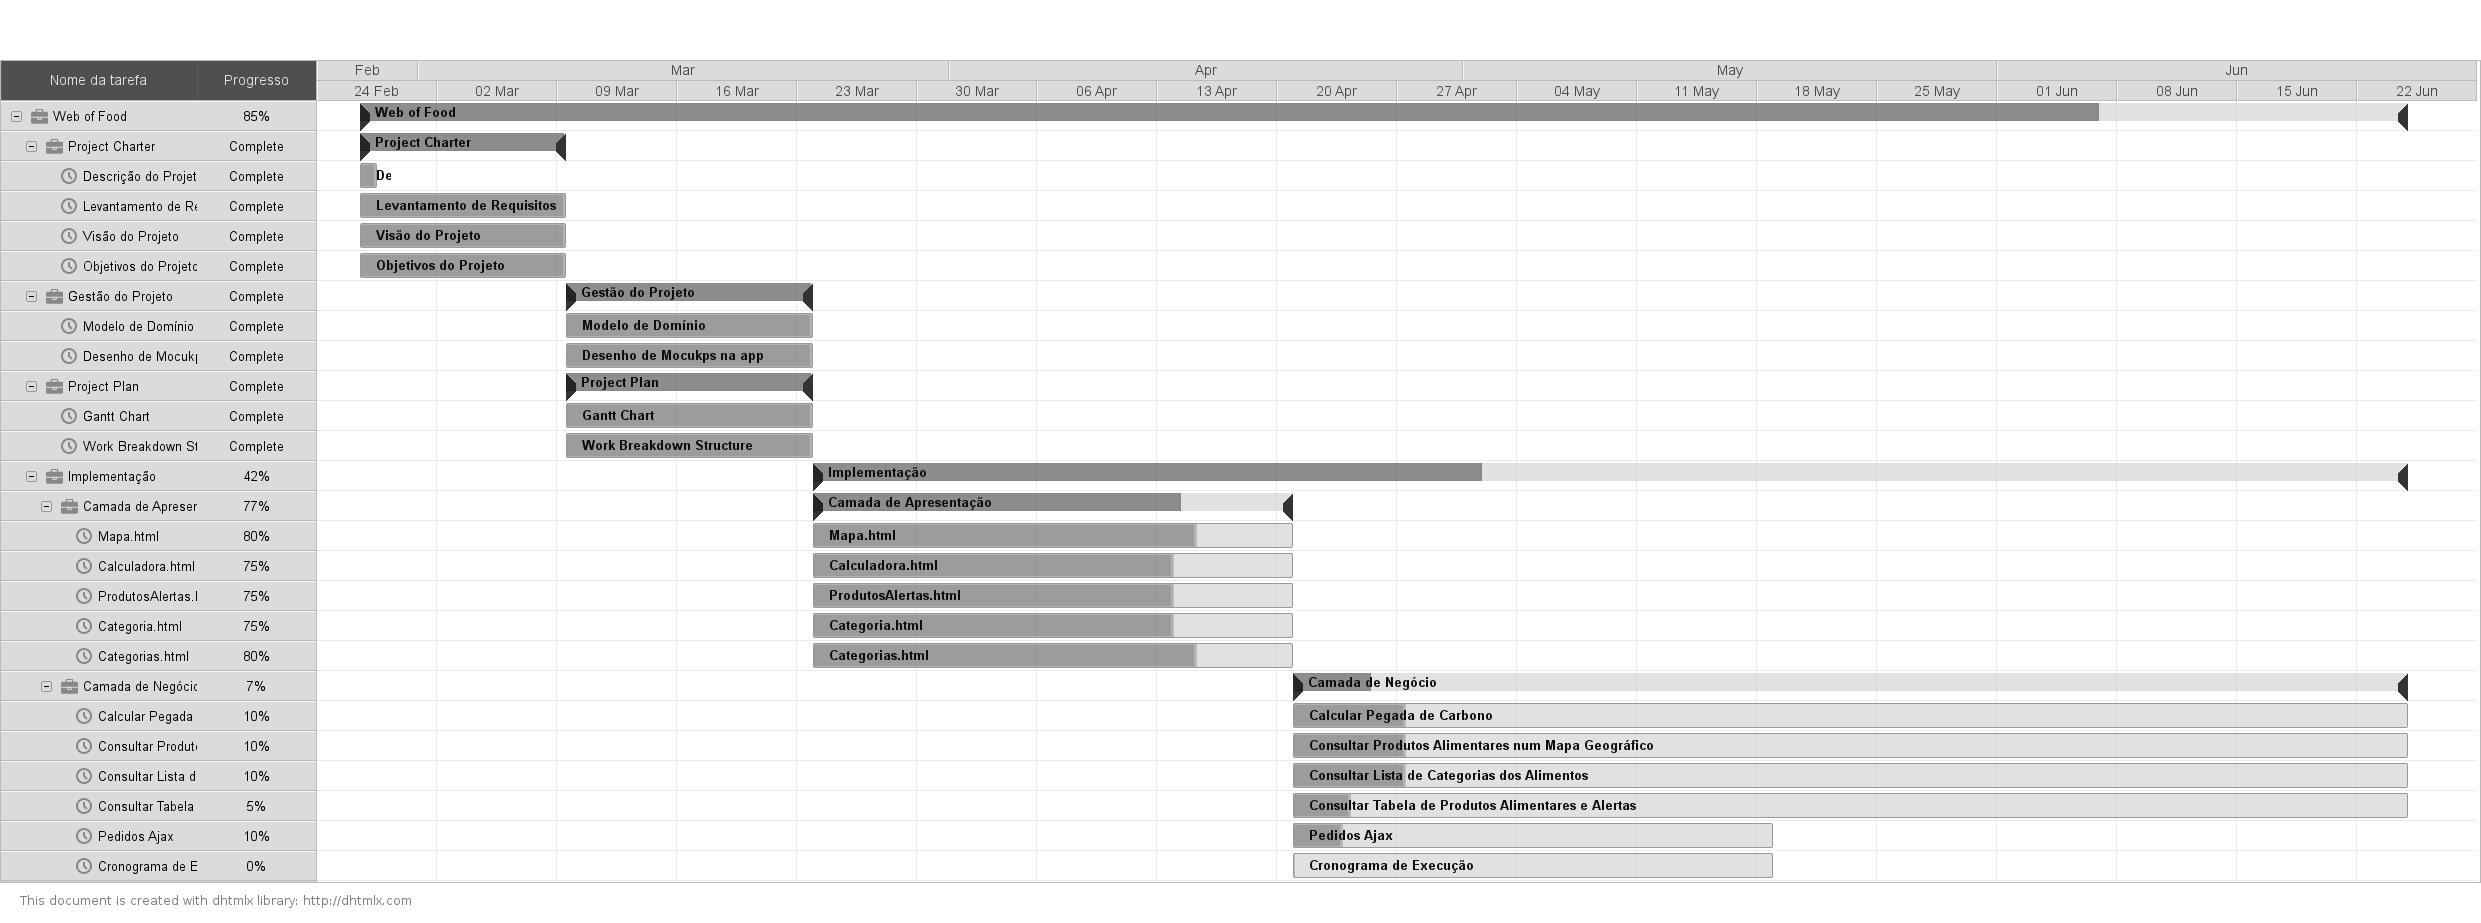 Nome da tarefa Progresso Feb Mar Apr May Jun
24 Feb 02 Mar 09 Mar 16 Mar 23 Mar 30 Mar 06 Apr 13 Apr 20 Apr 27 Apr 04 May 11 May 18 May 25 May 01 Jun 08 Jun 15 Jun 22 Jun
Web of Food 85% Web of Food
Project Charter Complete Project Charter
Descrição do Projet Complete De
Levantamento de Re Complete Levantamento de Requisitos
Visão do Projeto Complete Visão do Projeto
Objetivos do Projeto Complete Objetivos do Projeto
Gestão do Projeto Complete Gestão do Projeto
Modelo de Domínio Complete Modelo de Domínio
Desenho de Mocukp Complete Desenho de Mocukps na app
Project Plan Complete Project Plan
Gantt Chart Complete Gantt Chart
Work Breakdown St Complete Work Breakdown Structure
Implementação 42% Implementação
Camada de Apreser 77% Camada de Apresentação
Mapa.html 80% Mapa.html
Calculadora.html 75% Calculadora.html
ProdutosAlertas.l 75% ProdutosAlertas.html
Categoria.html 75% Categoria.html
Categorias.html 80% Categorias.html
Camada de Negócio 7% Camada de Negócio
Calcular Pegada 10% Calcular Pegada de Carbono
Consultar Produto 10% Consultar Produtos Alimentares num Mapa Geográfico
Consultar Lista d 10% Consultar Lista de Categorias dos Alimentos
Consultar Tabela 5% Consultar Tabela de Produtos Alimentares e Alertas
Pedidos Ajax 10% Pedidos Ajax
Cronograma de E 0% Cronograma de Execução
This document is created with dhtmlx library: http://dhtmlx.com